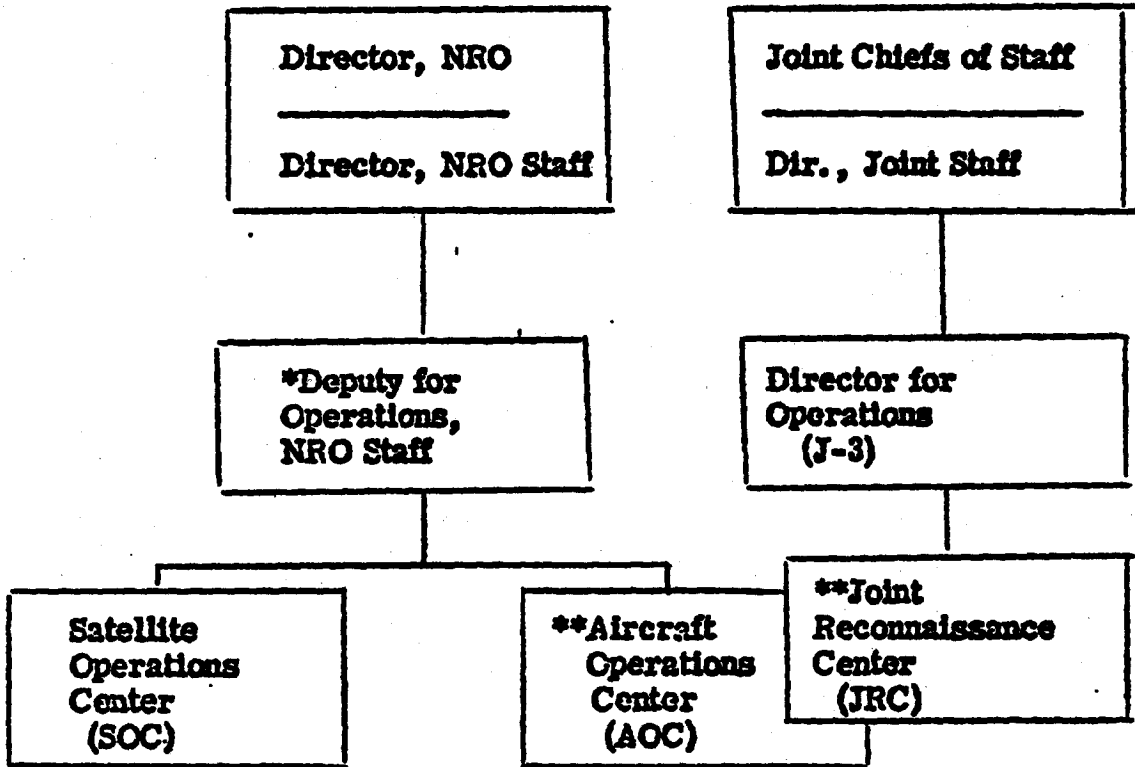 Director, NRO
Director, NRO Staff
Joint Chiefs of Staff
Dir., Joint Staff
*Deputy for
Operations,
NRO Staff
Director for
Operations
(J-3)
Satellite
Operations
Center
(SOC)
**Aircraft
Operations
Center
(AOC)
**Joint
Reconnaissance
Center
(JRC)